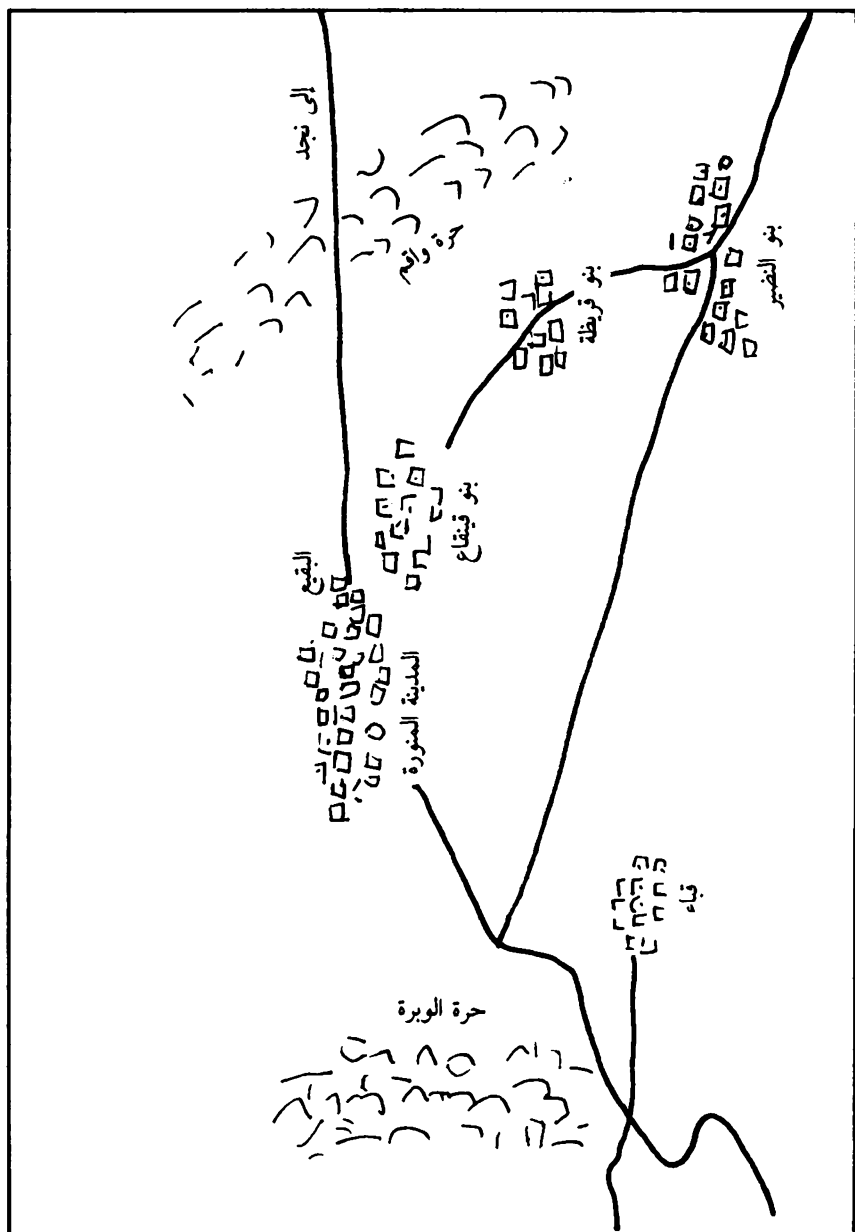 إلى نجد
حرة واقم
بنو النضير
بنو قريظة
بنو قينقاع
البقيع
المدينة المنورة
قباء
حرة الوبرة